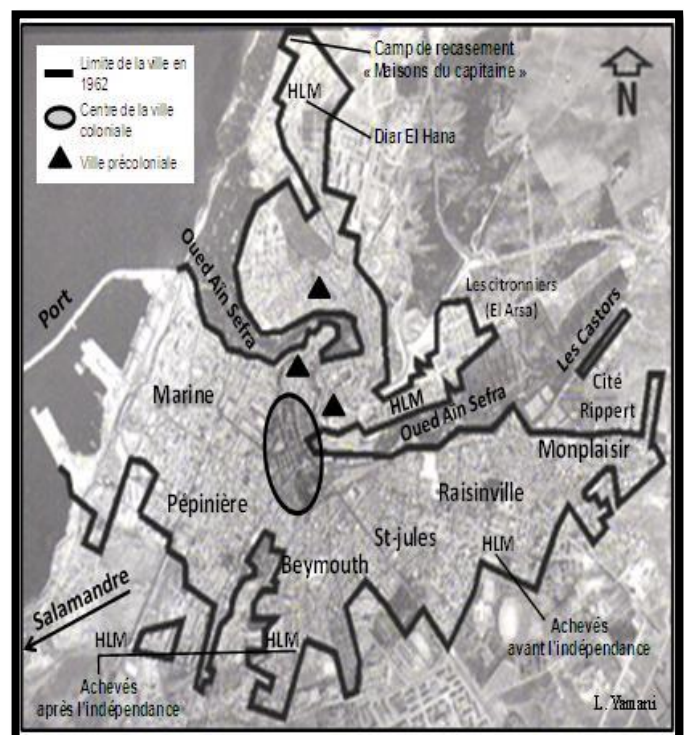 Limite de la ville en
1962
Centre de la ville
coloniale
Ville précoloniale
Camp de recasement
« Maisons du capitaine »
HLM
Diar El Hana
N
Oued Aïn Sefra
Port
Les citronniers
(El Arsa)
Les Castors
Cité
Rippert
Marine
HLM
Oued Aïn Sefra
Monplaisir
Pépinière
Raisinville
St-jules
HLM
Beymouth
Salamandre
HLM
HLM
Achevés
avant l'indépendance
Achevés
après l'indépendance
L. Yamani